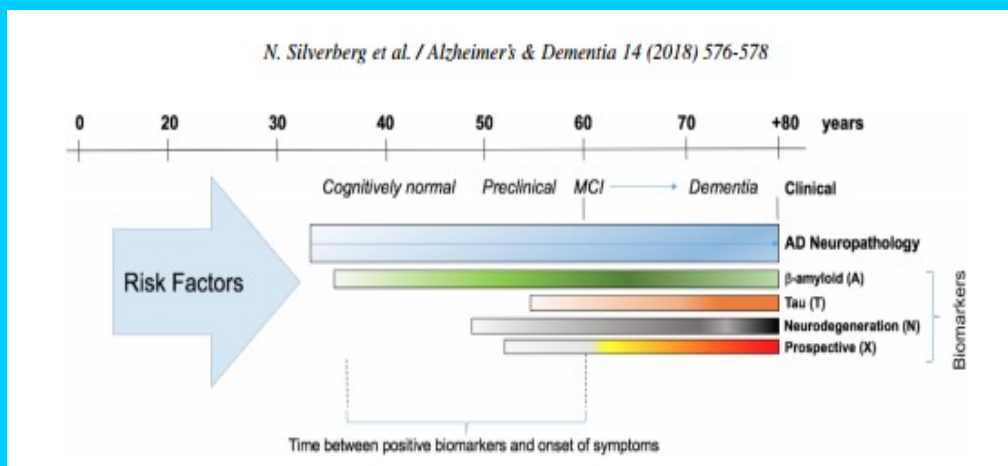 N. Silverberg et al. / Alzheimer's & Dementia 14 (2018) 576-578
0 20 30 40 50 60 70 +80 years
Cognitively normal Preclinical MCI Dementia Clinical
Risk Factors
AD Neuropathology
β-amyloid (A)
Tau (T)
Neurodegeneration (N)
Prospective (X)
Biomarkers
Time between positive biomarkers and onset of symptoms